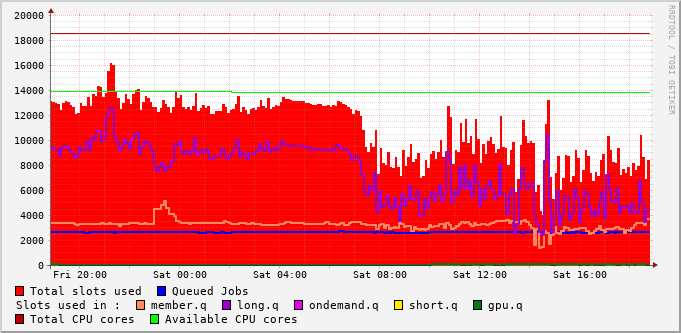 20000
18000
16000
14000
12000
10000
8000
6000
4000
2000
0
Fri 20:00 Sat 00:00 Sat 04:00 Sat 08:00 Sat 12:00 Sat 16:00
RRDTOOL / TOBI OETIKER
Total slots used Queued Jobs
Slots used in : member.q long.q ondemand.q short.q gpu.q
Total CPU cores Available CPU cores